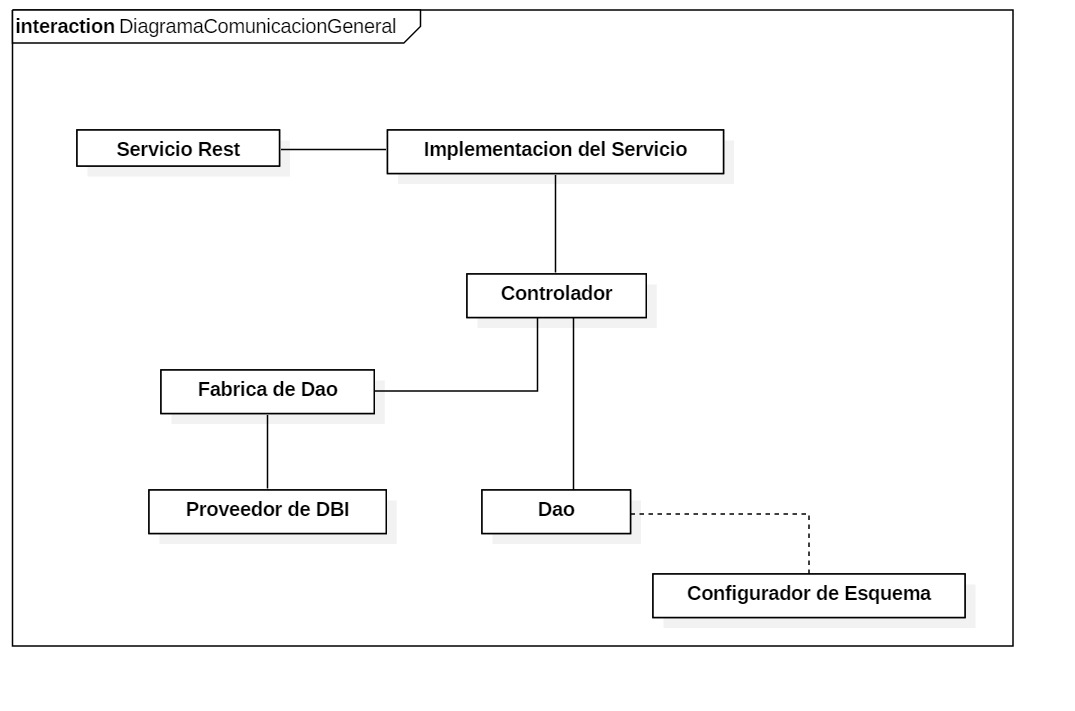 interaction DiagramaComunicacionGeneral
Servicio Rest
Implementacion del Servicio
Controlador
Fabrica de Dao
Proveedor de DBI
Dao
Configurador de Esquema